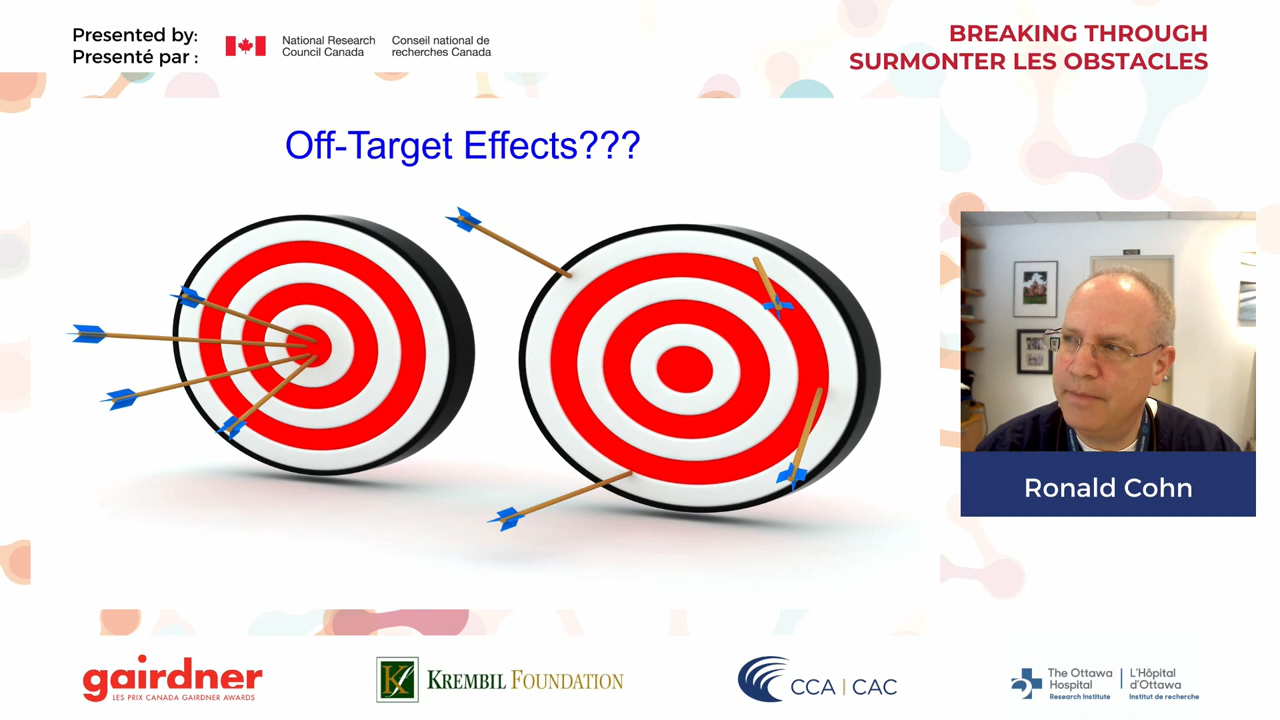 Presented by:
Presenté par :
National Research
Council Canada
Conseil national de
recherches Canada
BREAKING THROUGH
SURMONTER LES OBSTACLES
Off-Target Effects???
Ronald Cohn
gairdner
LES PRIX CANADA GAIRDNER AWARDS
K
KREMBIL FOUNDATION
CCA | CAC
The Ottawa
Hospital
Research Institute
L'Hôpital
d'Ottawa
Institut de recherche